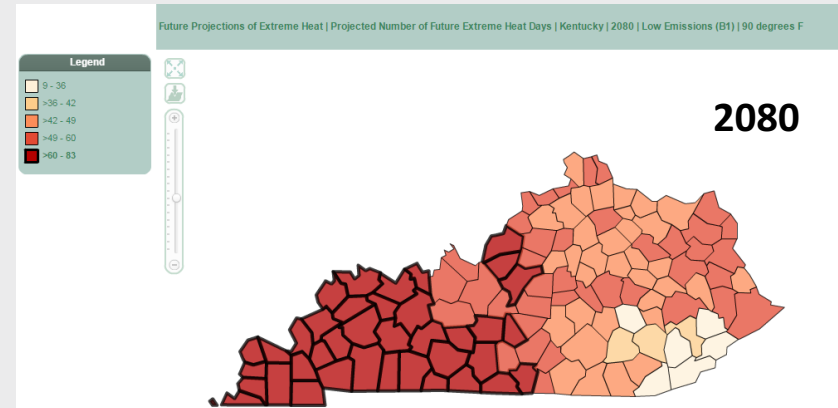 Future Projections of Extreme Heat | Projected Number of Future Extreme Heat Days | Kentucky | 2080 | Low Emissions (B1) | 90 degrees F
Legend
9 - 36
>36 - 42
>42 - 49
>49 - 60
>60 - 83
2080